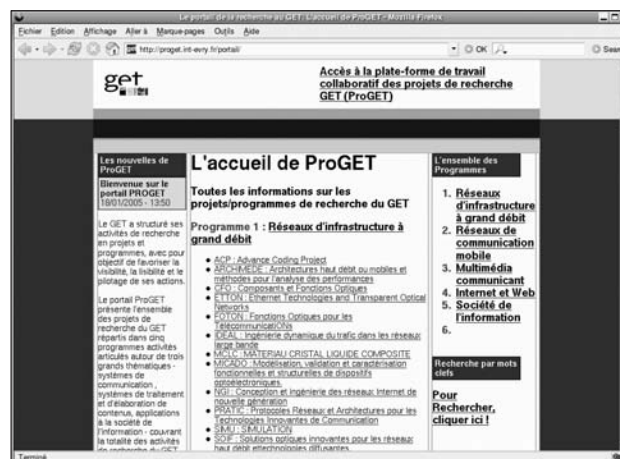 Le portail de la recherche au GET: L'accueil de ProGET - Mozilla Firefox
Fichier Edition Affichage Aller à Marque-pages Outils Aide
http://proget.int-evry.fr/portail/
OK
Sear
get
Accès à la plate-forme de travail
collaboratif des projets de recherche
GET (ProGET)
Les nouvelles de
ProGET
Bienvenue sur le
portail PROGET
18/01/2005 - 13:50
Le GET a structuré ses
activités de recherche
en projets et
programmes, avec pour
objectif de favoriser la
visibilité, la lisibilité et le
pilotage de ses actions.
Le portail ProGET
présente l'ensemble
des projets de
recherche du GET
répartis dans cinq
programmes activités
articulés autour de trois
grands thématiques -
systèmes de
communication ,
systèmes de traitement
et d'élaboration de
contenus, applications
à la société de
l'information - couvrant
la totalité des activités
de recherche du GET
L'accueil de ProGET
Toutes les informations sur les
projets/programmes de recherche du GET
Programme 1 : Réseaux d'infrastructure à
grand débit
ACP : Advance Coding Project
ARCHIMEDE : Architectures haut débit ou mobiles et
méthodes pour l'analyse des performances
CFO : Composants et Fonctions Optiques
ETTON : Ethernet Technologies and Transparent Optical
Networks
FOTON : Fonctions Optiques pour les
TélécommunicatiONs
IDEAL : Ingénierie dynamique du trafic dans les réseaux
large bande
MCLC : MATERIAU CRISTAL LIQUIDE COMPOSITE
MICADO : Modélisation, validation et caractérisation
fonctionnelles et structurelles de dispositifs
optoélectroniques.
NGI : Conception et ingénierie des réseaux Internet de
nouvelle génération
PRATIC : Protocoles Réseaux et Architectures pour les
Technologies Innovantes de Communication
SIMU : SIMULATION
SOIF : Solutions optiques innovantes pour les réseaux
haut débit ettechnologies diffusantes.
L'ensemble des
Programmes
1. Réseaux
d'infrastructure
à grand débit
2. Réseaux de
communication
mobile
3. Multimédia
communicant
4. Internet et Web
5. Société de
l'information
6.
Recherche par mots
clefs
Pour
Rechercher,
cliquer ici !
Terminé